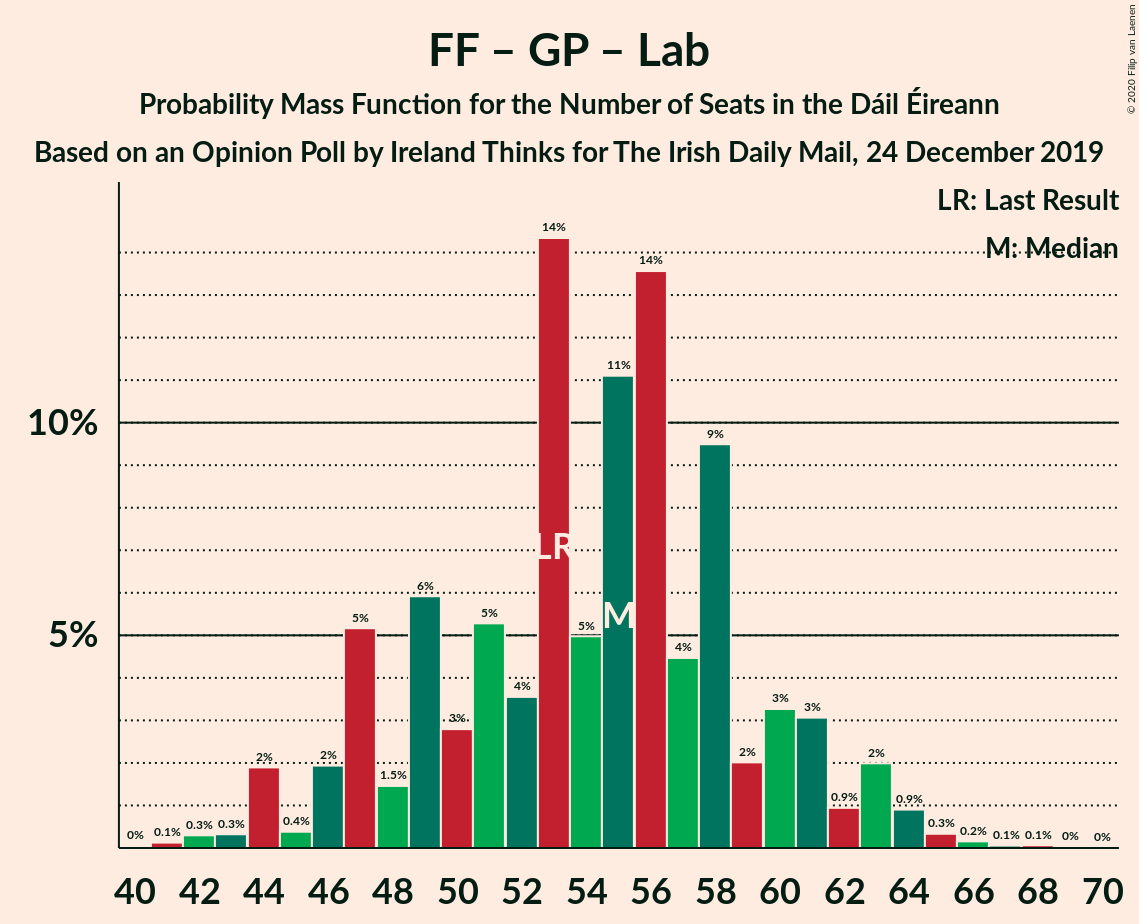 FF – GP – Lab
Probability Mass Function for the Number of Seats in the Dáil Éireann
Based on an Opinion Poll by Ireland Thinks for The Irish Daily Mail, 24 December 2019
© 2020 Filip van Laenen
LR: Last Result
M: Median
14%
14%
11%
10%
9%
LR
6%
M
5%
5%
5%
5%
4%
4%
3%
3%
3%
2%
2%
2%
2%
1.5%
0.9%
0.9%
0% 0.1% 0.3% 0.3% 0.4% 0.3% 0.2% 0.1% 0.1% 0% 0%
40 42 44 46 48 50 52 54 56 58 60 62 64 66 68 70